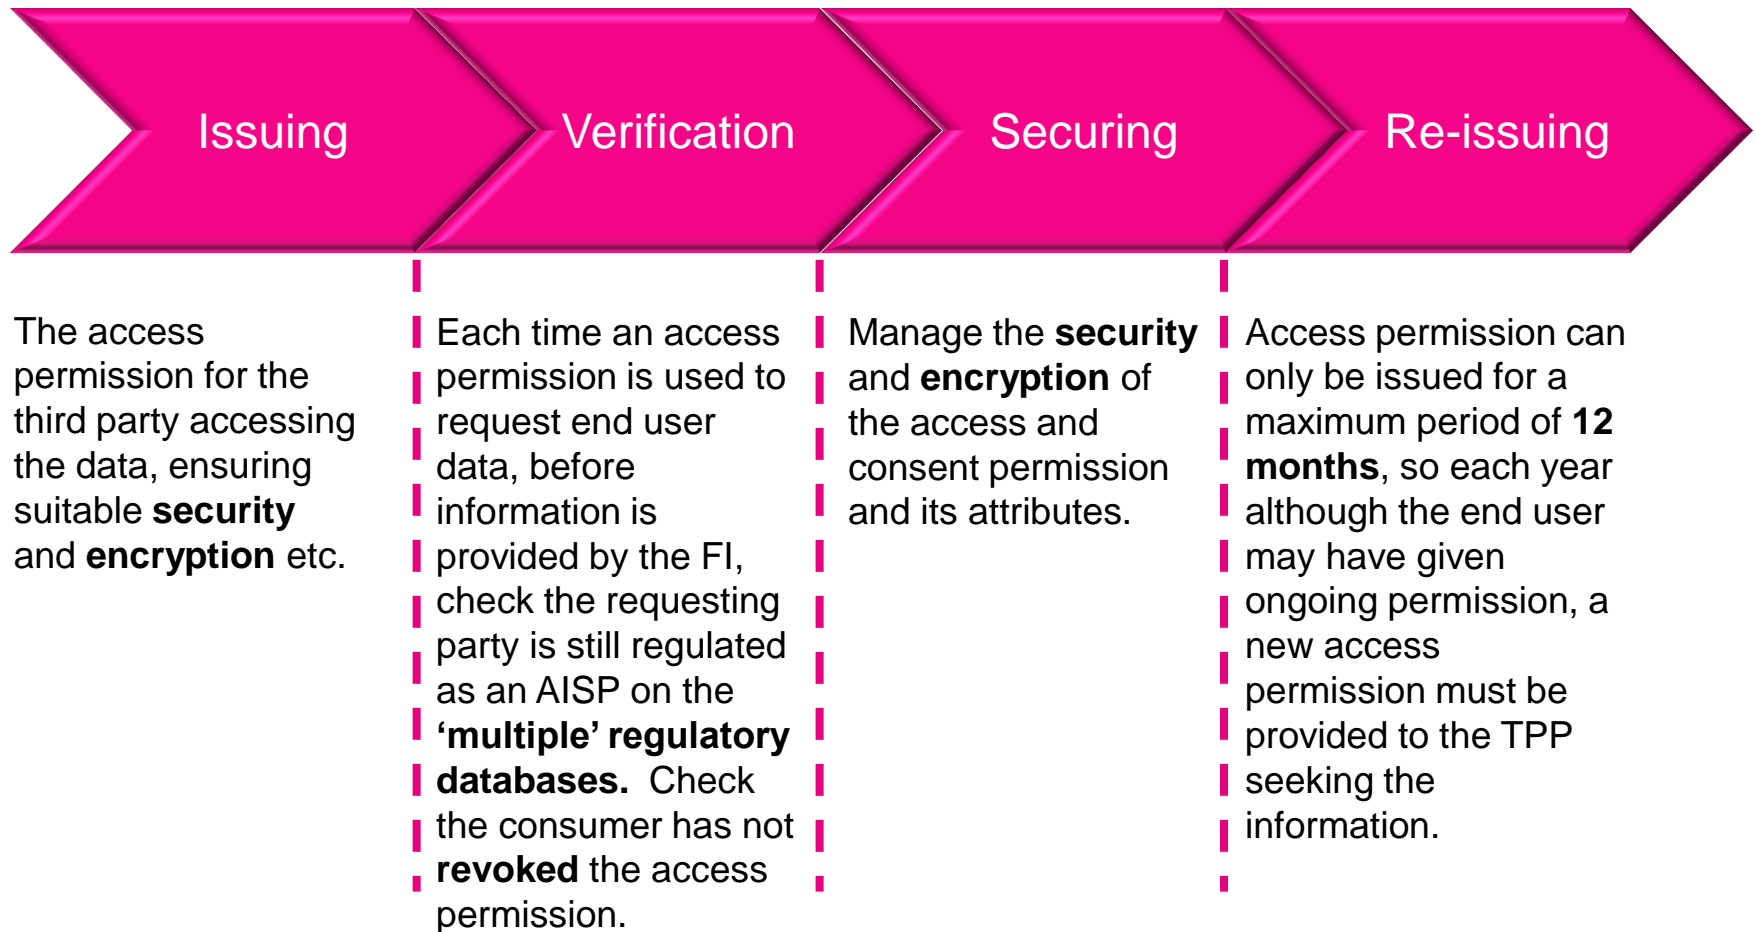 Issuing
Verification
Securing
Re-issuing
The access
permission for the
third party accessing
the data, ensuring
suitable security
and encryption etc.
Each time an access
permission is used to
request end user
data, before
information is
provided by the FI,
check the requesting
party is still regulated
as an AISP on the
‘multiple’ regulatory
databases.  Check
the consumer has not
revoked the access
permission.
Manage the security
and encryption of
the access and
consent permission
and its attributes.
Access permission can
only be issued for a
maximum period of 12
months, so each year
although the end user
may have given
ongoing permission, a
new access
permission must be
provided to the TPP
seeking the
information.